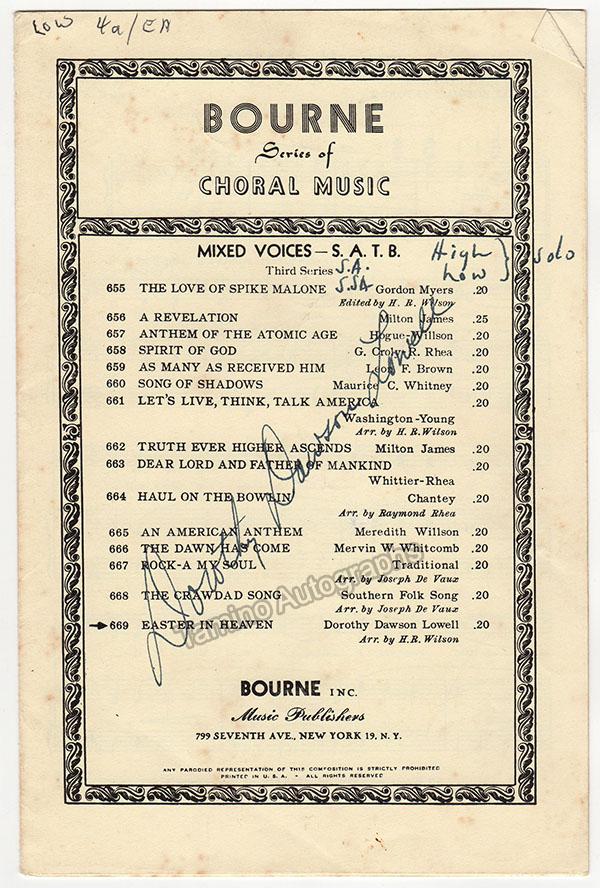 Low 4a/EA
BOURNE
Series of
CHORAL MUSIC
MIXED VOICES — S. A. T. B.
High
Low } Solo
Third Series S.A.
S.SA
655 THE LOVE OF SPIKE MALONE Gordon Myers .20
Edited by H. R. Wilson
656 A REVELATION Milton James .25
657 ANTHEM OF THE ATOMIC AGE Hogue-Willson .20
658 SPIRIT OF GOD G. Croly-R. Rhea .20
659 AS MANY AS RECEIVED HIM Leon F. Brown .20
660 SONG OF SHADOWS Maurice C. Whitney .20
661 LET'S LIVE, THINK, TALK AMERICA .20
Washington-Young
Arr. by H.R. Wilson
662 TRUTH EVER HIGHER ASCENDS Milton James .20
663 DEAR LORD AND FATHER OF MANKIND .20
Whittier-Rhea
664 HAUL ON THE BOWLIN Chantey .20
Arr. by Raymond Rhea
665 AN AMERICAN ANTHEM Meredith Willson .20
666 THE DAWN HAS COME Mervin W. Whitcomb .20
667 ROCK-A MY SOUL Traditional .20
Arr. by Joseph De Vaux
668 THE CRAWDAD SONG Southern Folk Song .20
Arr. by Joseph De Vaux
669 EASTER IN HEAVEN Dorothy Dawson Lowell .20
Arr. by H.R. Wilson
Dorothy Dawson Lowell
Tamino Autographs
BOURNE INC.
Music Publishers
799 SEVENTH AVE., NEW YORK 19, N. Y.
ANY PARODIED REPRESENTATION OF THIS COMPOSITION IS STRICTLY PROHIBITED
PRINTED IN U. S. A. - ALL RIGHTS RESERVED